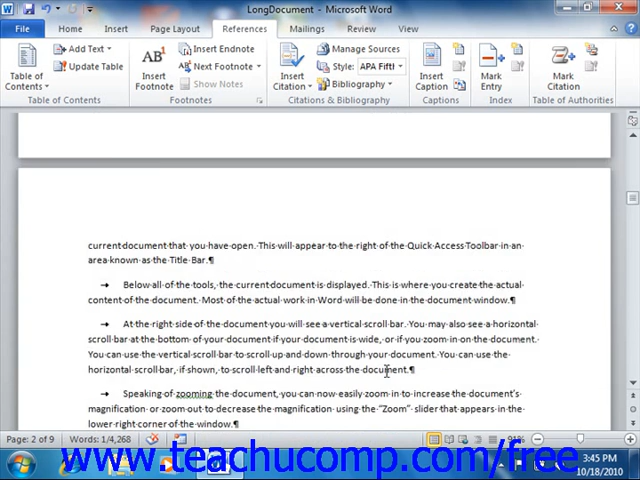 LongDocument - Microsoft Word
File Home Insert Page Layout References Mailings Review View
Table of Contents Add Text Update Table Insert Footnote Insert Endnote Next Footnote Show Notes Insert Citation Manage Sources Style: APA Fift Bibliography Insert Caption Mark Entry Mark Citation
Table of Contents Footnotes Citations & Bibliography Captions Index Table of Authorities
current document that you have open. This will appear to the right of the Quick Access Toolbar in an
area known as the Title Bar.¶
→ Below all of the tools, the current document is displayed. This is where you create the actual
content of the document. Most of the actual work in Word will be done in the document window.¶
→ At the right side of the document you will see a vertical scroll bar. You may also see a horizontal
scroll bar at the bottom of your document if your document is wide, or if you zoom in on the document.
You can use the vertical scroll bar to scroll up and down through your document. You can use the
horizontal scroll bar, if shown, to scroll left and right across the document.¶
→ Speaking of zooming the document, you can now easily zoom in to increase the document's
magnification or zoom out to decrease the magnification using the "Zoom" slider that appears in the
lower right corner of the window.¶
Page: 2 of 9 Words: 1/4,268 91%
www.teachucomp.com/free
3:45 PM
10/18/2010